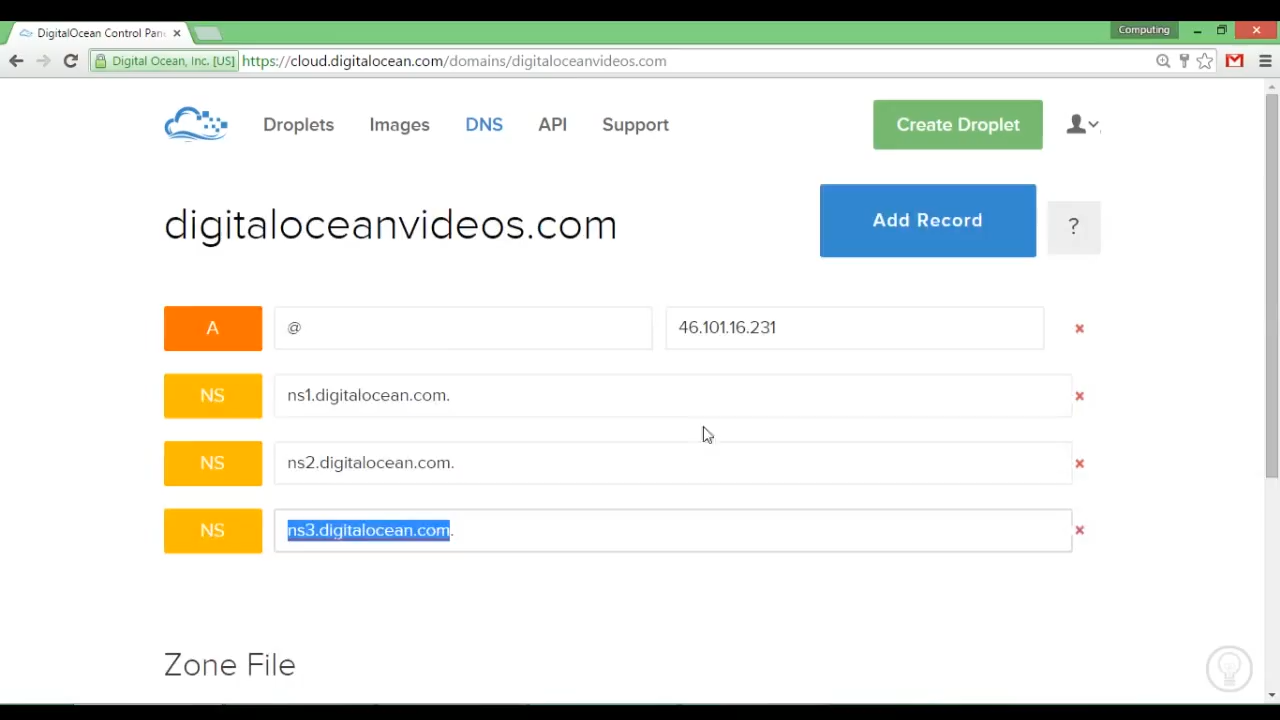 DigitalOcean Control Pane
Computing
Digital Ocean, Inc. [US] https://cloud.digitalocean.com/domains/digitaloceanvideos.com
Droplets Images DNS API Support Create Droplet
digitaloceanvideos.com Add Record ?
A @ 46.101.16.231
NS ns1.digitalocean.com.
NS ns2.digitalocean.com.
NS ns3.digitalocean.com.
Zone File